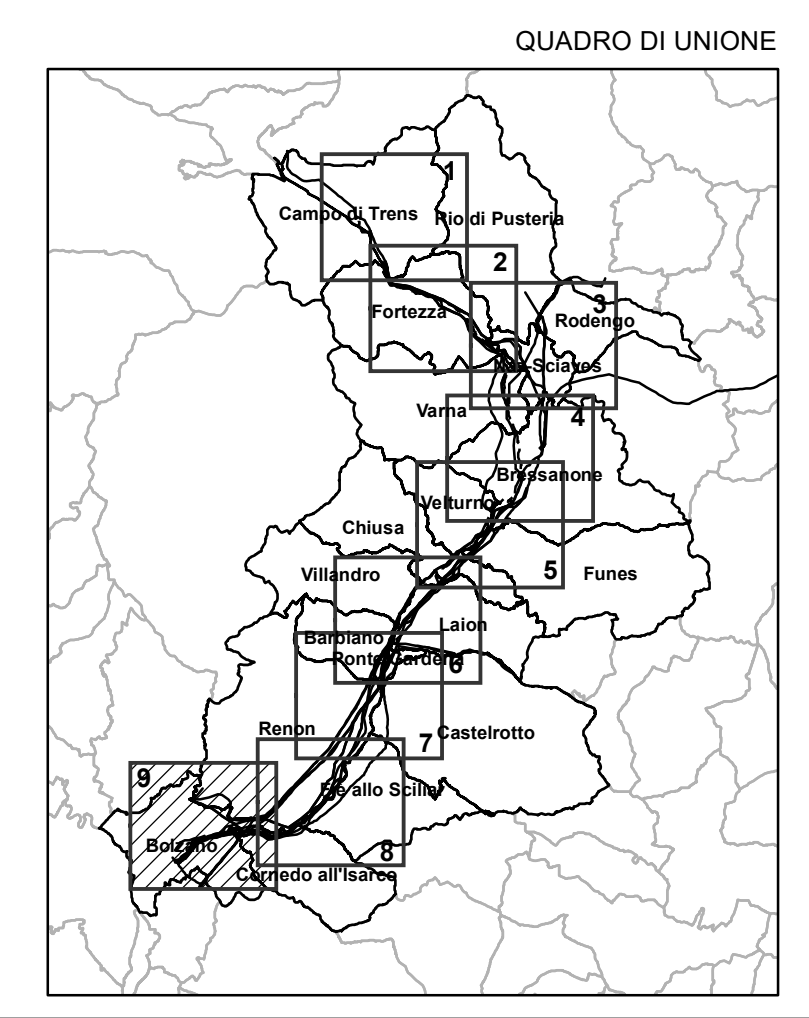 QUADRO DI UNIONE
1
Campo di Trens
Rio di Pusteria
2
3
Fortezza
Rodengo
Naz-Sciaves
Varna
4
Bressanone
Velturno
Chiusa
5
Villandro
Funes
Laion
Barbiano
Ponte Gardena
6
Renon
7
Castelrotto
9
Fiè allo Sciliar
Bolzano
8
Cornedo all'Isarco